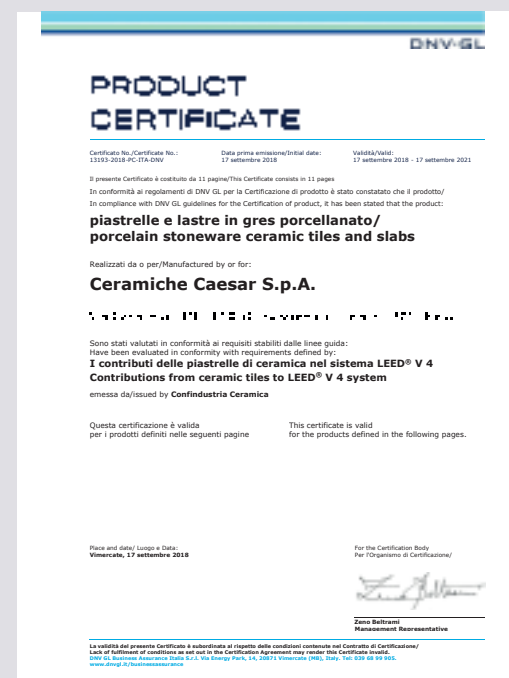 DNV·GL
PRODUCT
CERTIFICATE
Certificato No./Certificate No.: Data prima emissione/Initial date: Validità/Valid:
13193-2018-PC-ITA-DNV 17 settembre 2018 17 settembre 2018 - 17 settembre 2021
Il presente Certificato è costituito da 11 pagine/This Certificate consists in 11 pages
In conformità ai regolamenti di DNV GL per la Certificazione di prodotto è stato constatato che il prodotto/
In compliance with DNV GL guidelines for the Certification of product, it has been stated that the product:
piastrelle e lastre in gres porcellanato/
porcelain stoneware ceramic tiles and slabs
Realizzati da o per/Manufactured by or for:
Ceramiche Caesar S.p.A.
Sono stati valutati in conformità ai requisiti stabiliti dalle linee guida:
Have been evaluated in conformity with requirements defined by:
I contributi delle piastrelle di ceramica nel sistema LEED® V 4
Contributions from ceramic tiles to LEED® V 4 system
emessa da/issued by Confindustria Ceramica
Questa certificazione è valida This certificate is valid
per i prodotti definiti nelle seguenti pagine for the products defined in the following pages.
Place and date/ Luogo e Data: For the Certification Body
Vimercate, 17 settembre 2018 Per l'Organismo di Certificazione/
Zeno Beltrami
Management Representative
La validità del presente Certificato è subordinata al rispetto delle condizioni contenute nel Contratto di Certificazione/
Lack of fulfilment of conditions as set out in the Certification Agreement may render this Certificate invalid.
DNV GL Business Assurance Italia S.r.l. Via Energy Park, 14, 20871 Vimercate (MB), Italy. Tel: 039 68 99 905.
www.dnvgl.it/businessassurance